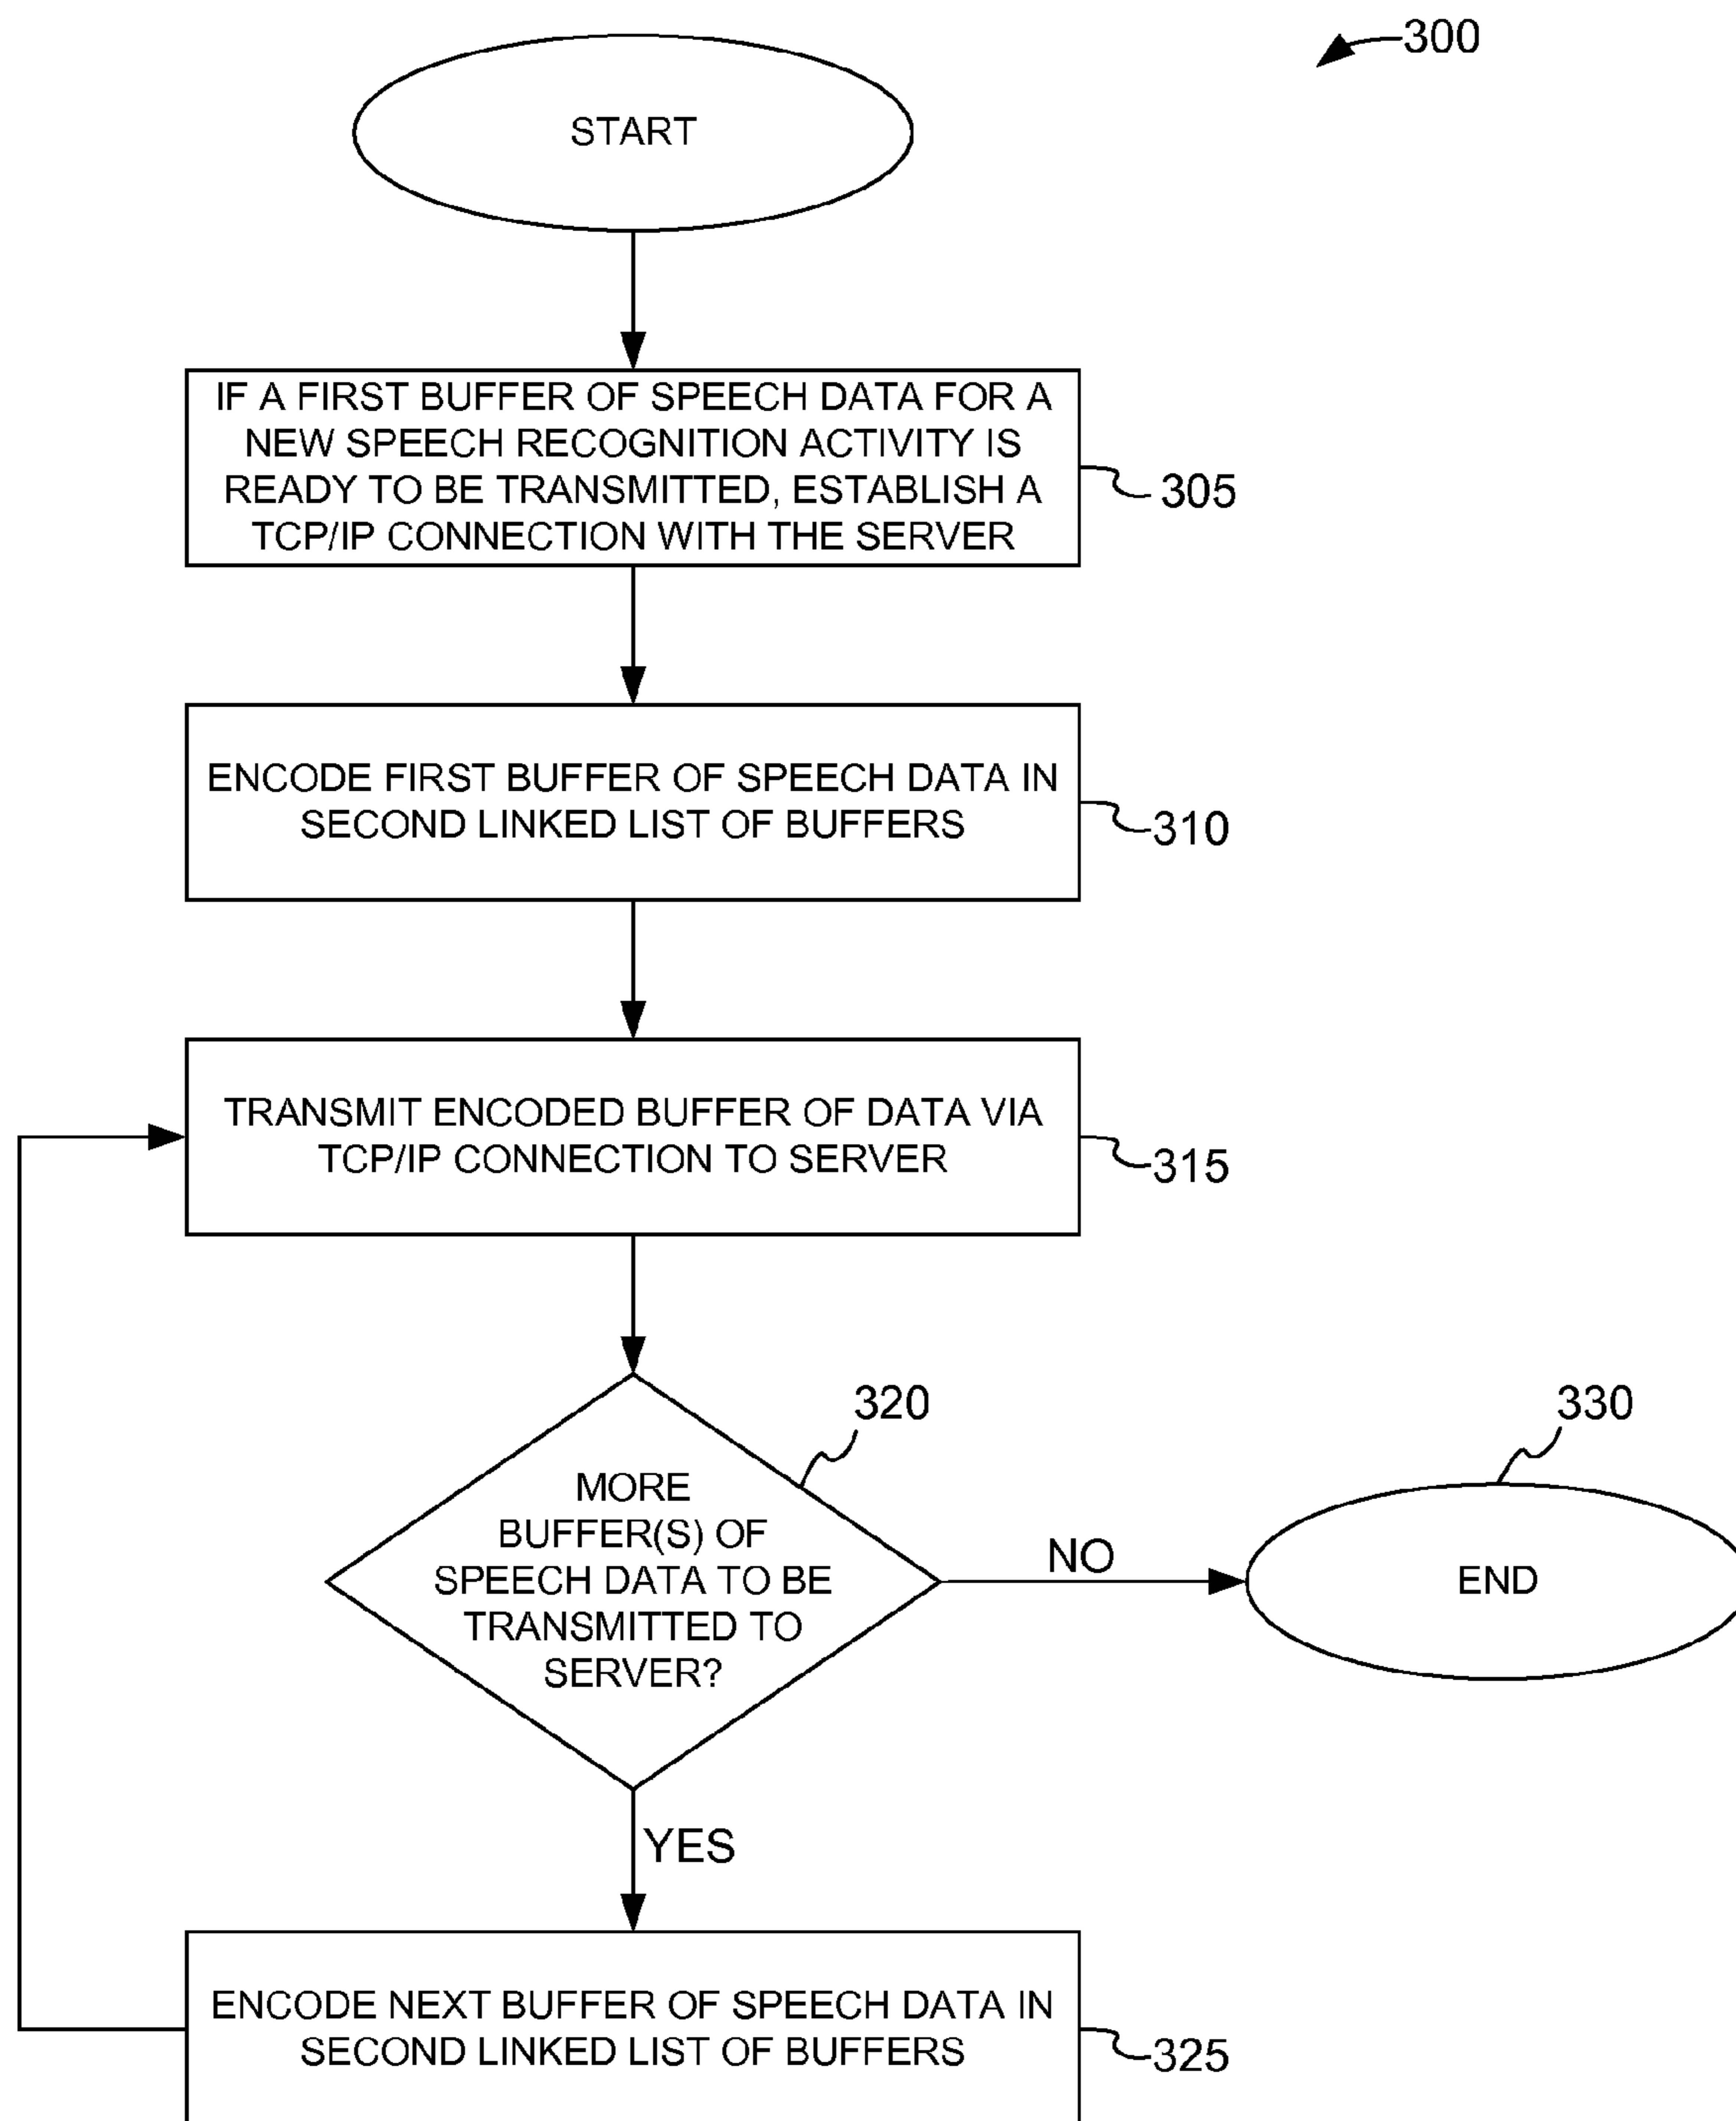 300
START
IF A FIRST BUFFER OF SPEECH DATA FOR A
NEW SPEECH RECOGNITION ACTIVITY IS
READY TO BE TRANSMITTED, ESTABLISH A
TCP/IP CONNECTION WITH THE SERVER
305
ENCODE FIRST BUFFER OF SPEECH DATA IN
SECOND LINKED LIST OF BUFFERS
310
TRANSMIT ENCODED BUFFER OF DATA VIA
TCP/IP CONNECTION TO SERVER
315
320
MORE
BUFFER(S) OF
SPEECH DATA TO BE
TRANSMITTED TO
SERVER?
NO
330
END
YES
ENCODE NEXT BUFFER OF SPEECH DATA IN
SECOND LINKED LIST OF BUFFERS
325